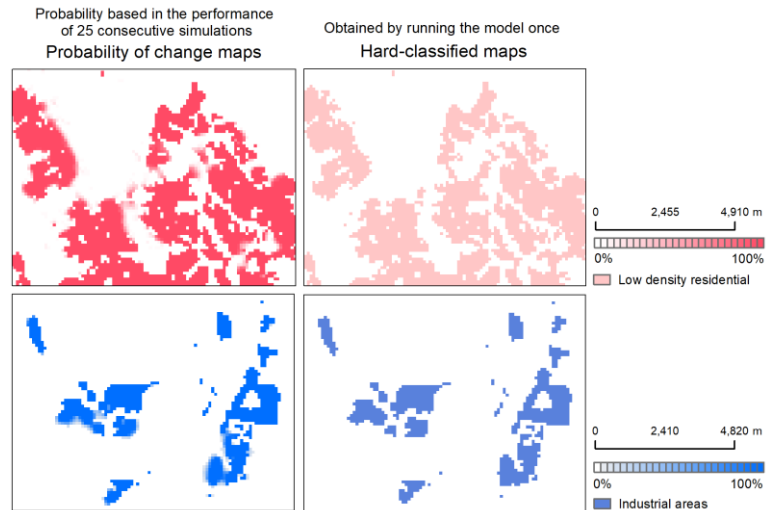 Probability based in the performance
of 25 consecutive simulations
Probability of change maps
Obtained by running the model once
Hard-classified maps
0 2,455 4,910 m
0% 100%
Low density residential
0 2,410 4,820 m
0% 100%
Industrial areas